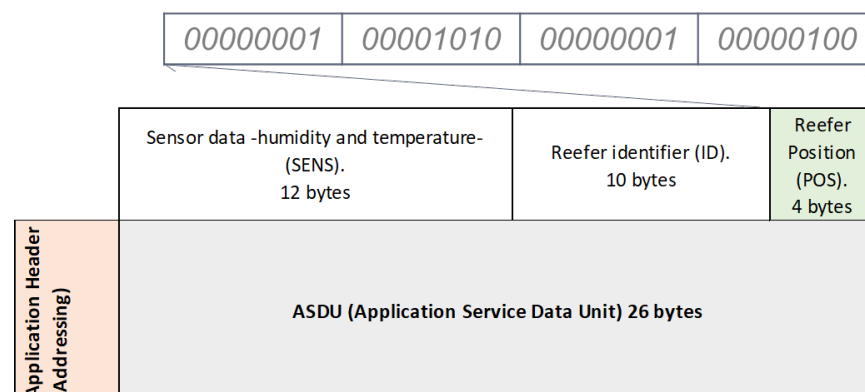 00000001 00001010 00000001 00000100
Sensor data -humidity and temperature-
(SENS).
12 bytes
Reefer identifier (ID).
10 bytes
Reefer
Position
(POS).
4 bytes
Application Header
Addressing)
ASDU (Application Service Data Unit) 26 bytes